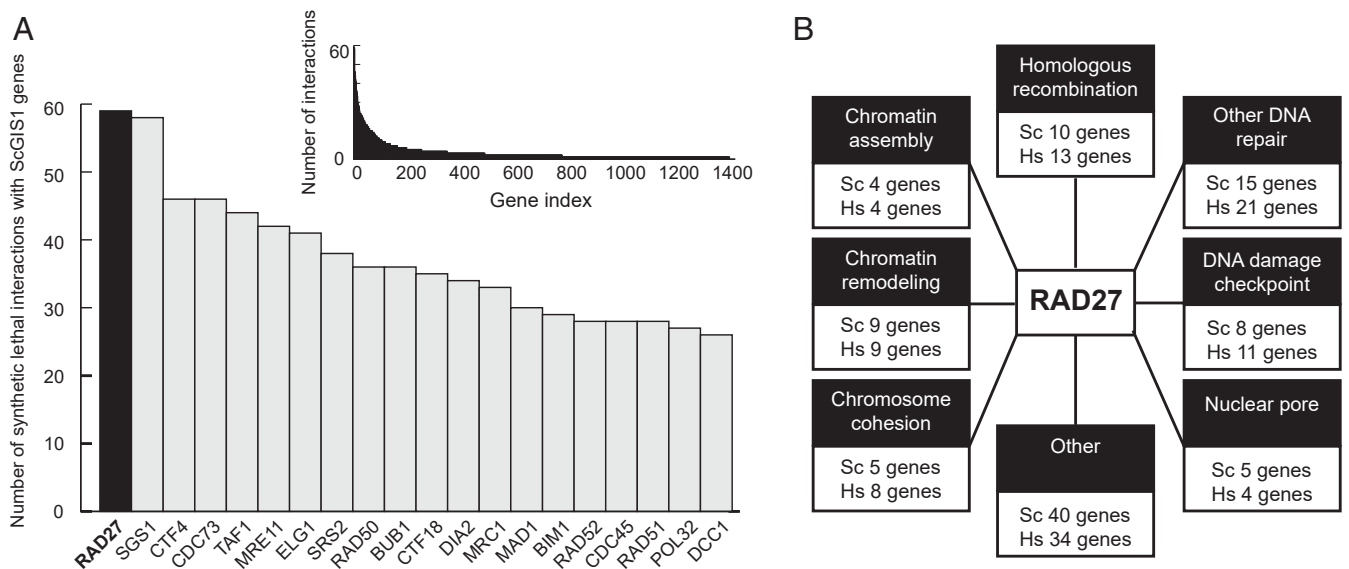 A
Number of synthetic lethal interactions with ScGIS1 genes
60
50
40
30
20
10
0
RAD27
SGS1
CTF4
CDC73
TAF1
MRE11
ELG1
SRS2
RAD50
BUB1
CTF18
DIA2
MRC1
MAD1
BIM1
RAD52
CDC45
RAD51
POL32
DCC1
Number of interactions
60
0
0 200 400 600 800 1000 1200 1400
Gene index
B
Homologous
recombination
Sc 10 genes
Hs 13 genes
Chromatin
assembly
Sc 4 genes
Hs 4 genes
Other DNA
repair
Sc 15 genes
Hs 21 genes
Chromatin
remodeling
Sc 9 genes
Hs 9 genes
RAD27
DNA damage
checkpoint
Sc 8 genes
Hs 11 genes
Chromosome
cohesion
Sc 5 genes
Hs 8 genes
Other
Sc 40 genes
Hs 34 genes
Nuclear pore
Sc 5 genes
Hs 4 genes